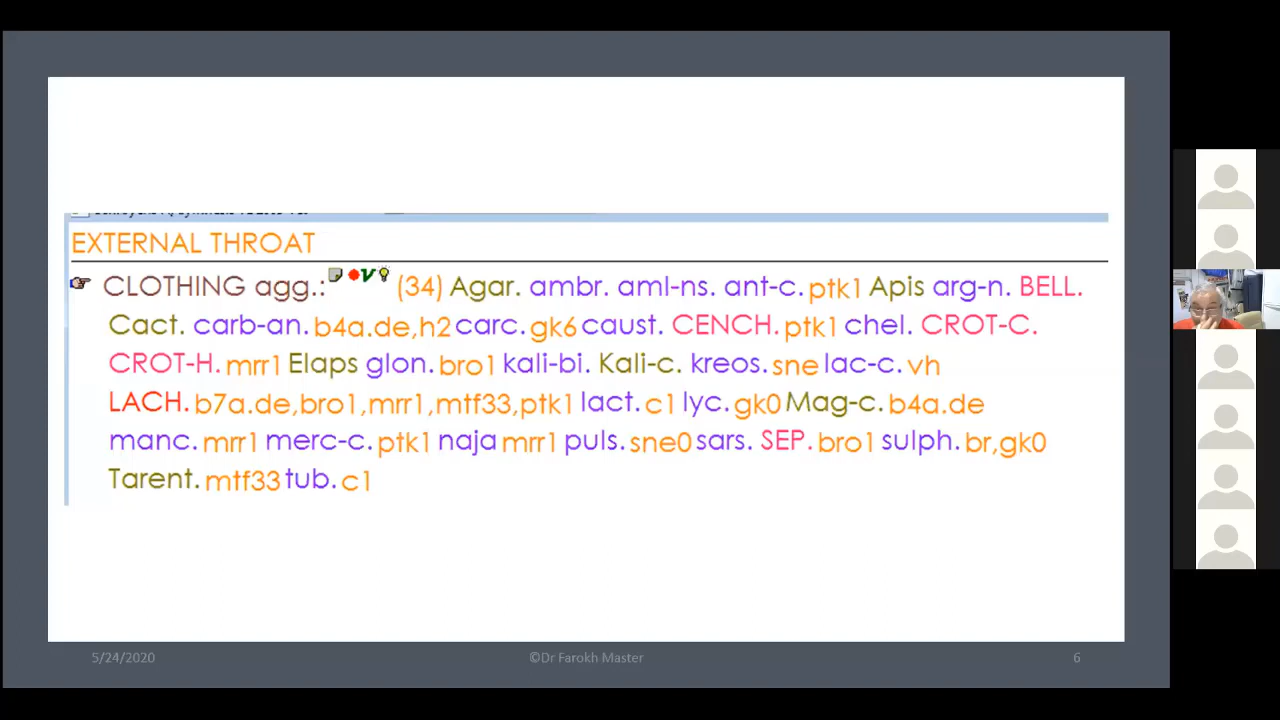 EXTERNAL THROAT
CLOTHING agg.: (34) Agar. ambr. aml-ns. ant-c. ptk1 Apis arg-n. BELL.
Cact. carb-an. b4a.de,h2 carc. gk6 caust. CENCH. ptk1 chel. CROT-C.
CROT-H. mrr1 Elaps glon. bro1 kali-bi. Kali-c. kreos. sne lac-c. vh
LACH. b7a.de,bro1,mrr1,mtf33,ptk1 lact. c1 lyc. gk0 Mag-c. b4a.de
manc. mrr1 merc-c. ptk1 naja mrr1 puls. sne0 sars. SEP. bro1 sulph. br,gk0
Tarent. mtf33 tub. c1
5/24/2020 ©Dr Farokh Master 6